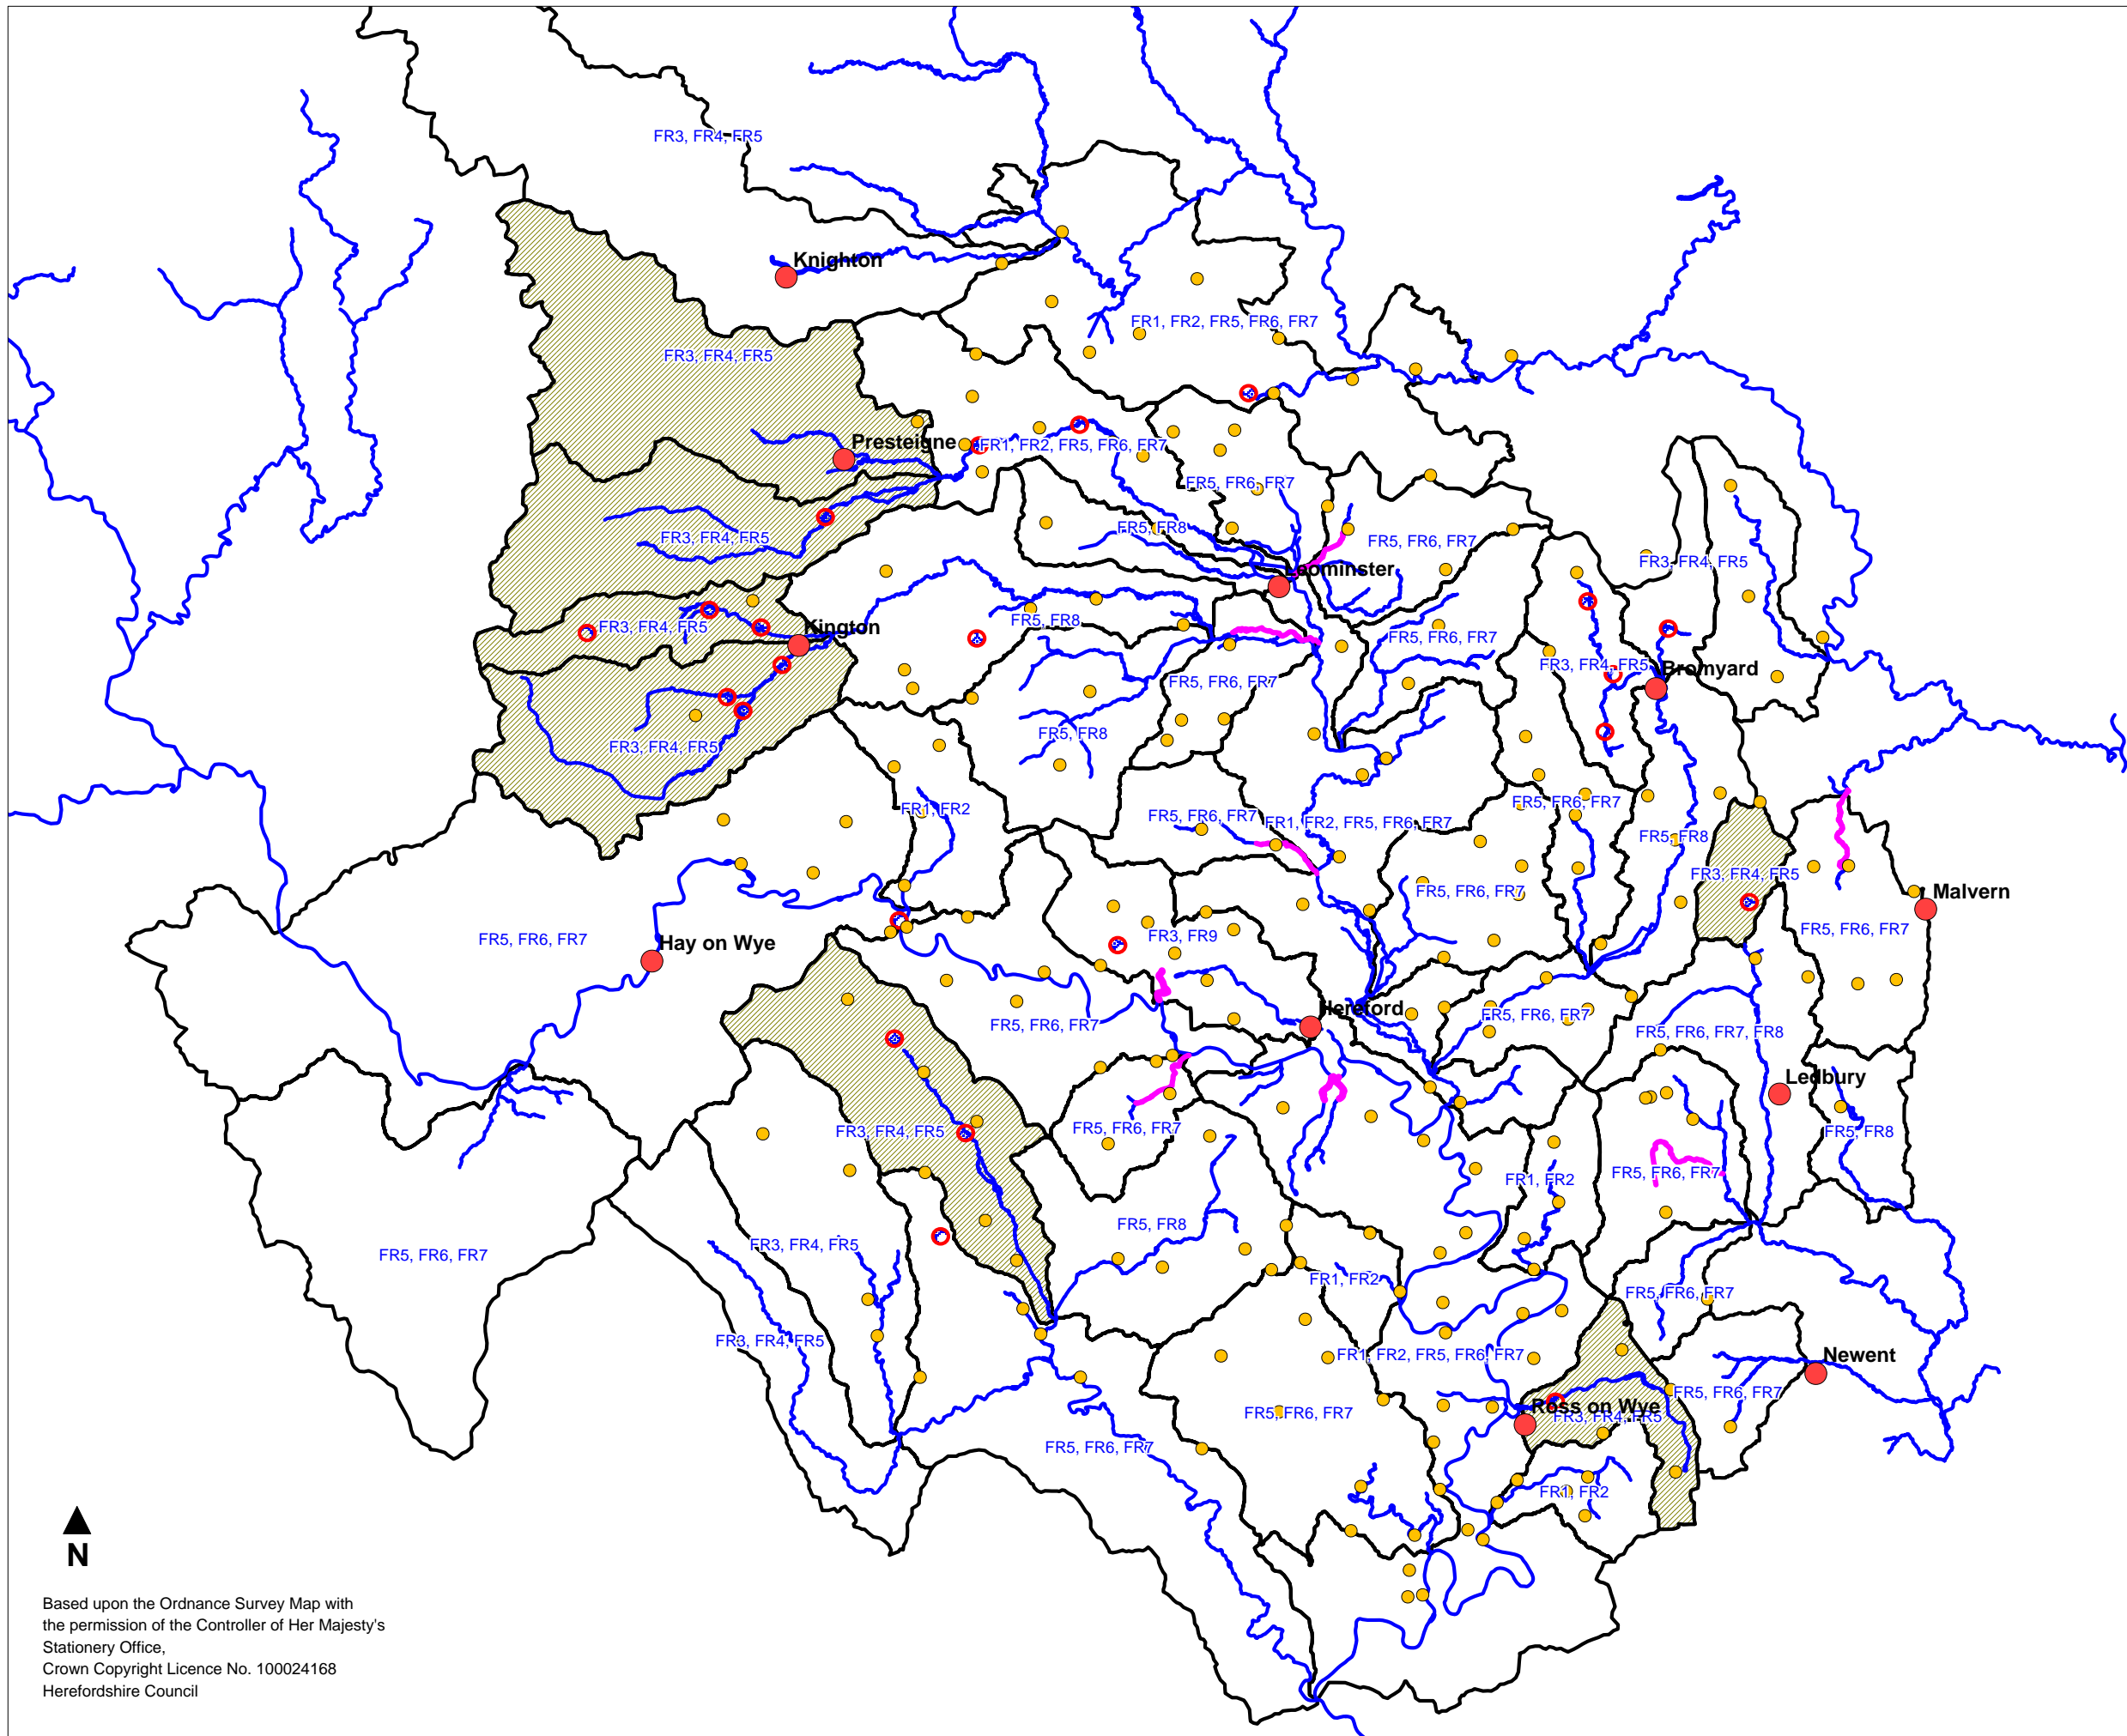 FR3, FR4, FR5
Knighton
FR1, FR2, FR5, FR6, FR7
FR3, FR4, FR5
Presteigne
FR1, FR2, FR5, FR6, FR7
FR5, FR6, FR7
FR5, FR8
FR3, FR4, FR5
FR5, FR6, FR7
FR3, FR4, FR5
Leominster
FR5, FR8
FR3, FR4, FR5
Kington
FR5, FR6, FR7
FR3, FR4, FR5
Bromyard
FR5, FR6, FR7
FR5, FR8
FR3, FR4, FR5
FR1, FR2
FR5, FR6, FR7
FR1, FR2, FR5, FR6, FR7
FR5, FR6, FR7
FR5, FR8
FR3, FR4, FR5
FR5, FR6, FR7
Malvern
FR5, FR6, FR7
FR3, FR9
FR5, FR6, FR7
Hay on Wye
Hereford
FR5, FR6, FR7
FR5, FR6, FR7
FR5, FR6, FR7, FR8
Ledbury
FR3, FR4, FR5
FR5, FR6, FR7
FR5, FR8
FR1, FR2
FR5, FR6, FR7
FR5, FR8
FR3, FR4, FR5
FR5, FR6, FR7
FR1, FR2
FR5, FR6, FR7
FR3, FR4, FR5
FR1, FR2, FR5, FR6, FR7
Newent
FR5, FR6, FR7
Ross on Wye
FR5, FR6, FR7
FR3, FR4, FR5
FR5, FR6, FR7
FR1, FR2
N
Based upon the Ordnance Survey Map with
the permission of the Controller of Her Majesty's
Stationery Office,
Crown Copyright Licence No. 100024168
Herefordshire Council